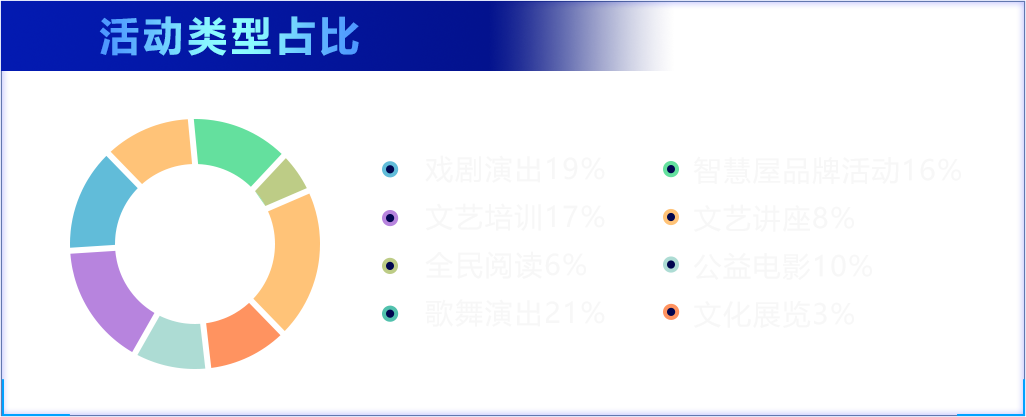 活动类型占比
戏剧演出19%
智慧屋品牌活动16%
文艺培训17%
文艺讲座8%
全民阅读6%
公益电影10%
歌舞演出21%
文化展览3%